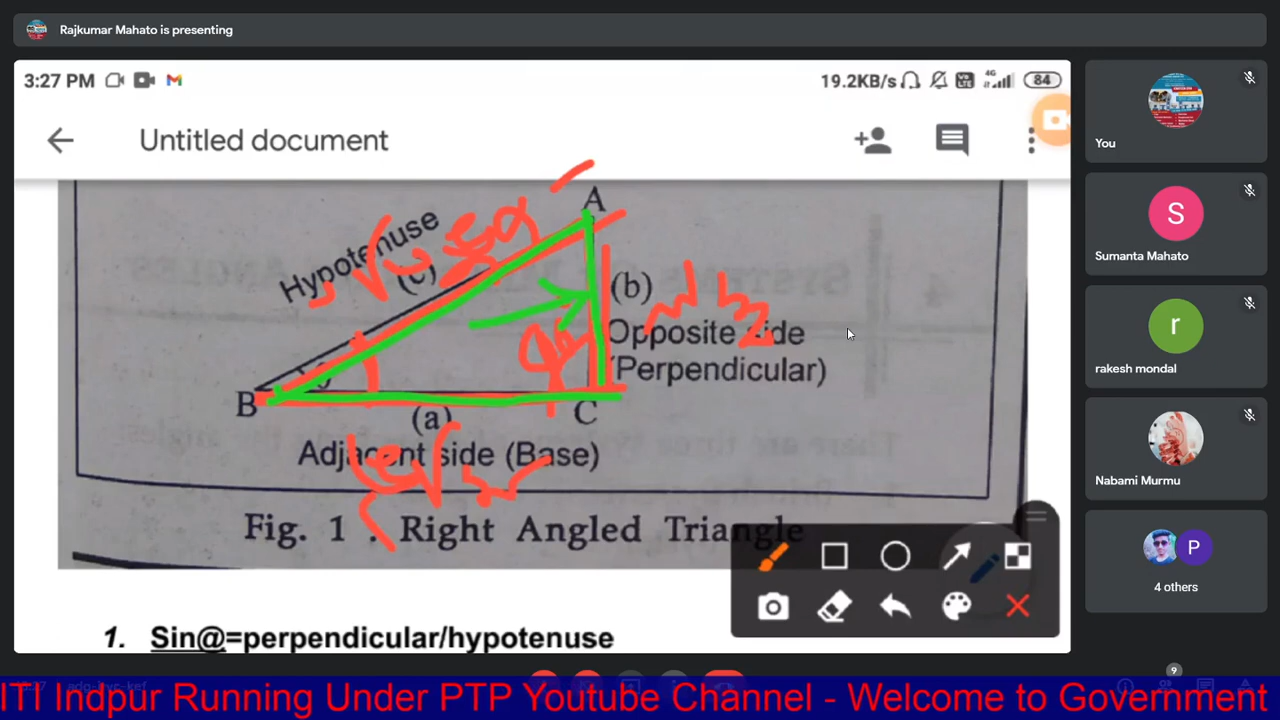 Rajkumar Mahato is presenting
3:27 PM
19.2KB/s
4G
84
Untitled document
A
Hypotenuse
(c)
(b)
Opposite side
(Perpendicular)
B
C
(a)
Adjacent side (Base)
Fig. 1 . Right Angled Triangle
1. Sin@=perpendicular/hypotenuse
You
S
Sumanta Mahato
r
rakesh mondal
Nabami Murmu
P
4 others
9
ITI Indpur Running Under PTP Youtube Channel - Welcome to Government